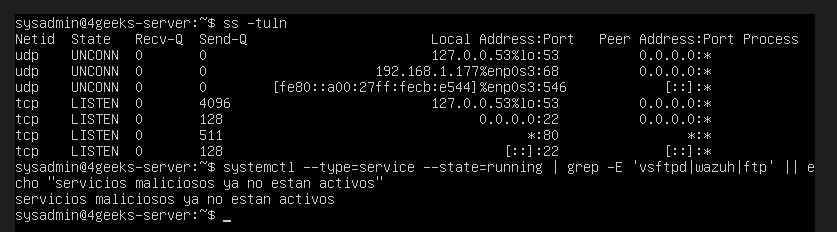 sysadmin@4geeks-server:~$ ss -tuln
Netid State Recv-Q Send-Q Local Address:Port Peer Address:Port Process
udp UNCONN 0 0 127.0.0.53%lo:53 0.0.0.0:*
udp UNCONN 0 0 192.168.1.177%enp0s3:68 0.0.0.0:*
udp UNCONN 0 0 [fe80::a00:27ff:fecb:e544]%enp0s3:546 [::]:*
tcp LISTEN 0 4096 127.0.0.53%lo:53 0.0.0.0:*
tcp LISTEN 0 128 0.0.0.0:22 0.0.0.0:*
tcp LISTEN 0 511 *:80 *:*
tcp LISTEN 0 128 [::]:22 [::]:*
sysadmin@4geeks-server:~$ systemctl --type=service --state=running | grep -E 'vsftpd|wazuh|ftp' || e
cho "servicios maliciosos ya no estan activos"
servicios maliciosos ya no estan activos
sysadmin@4geeks-server:~$ _